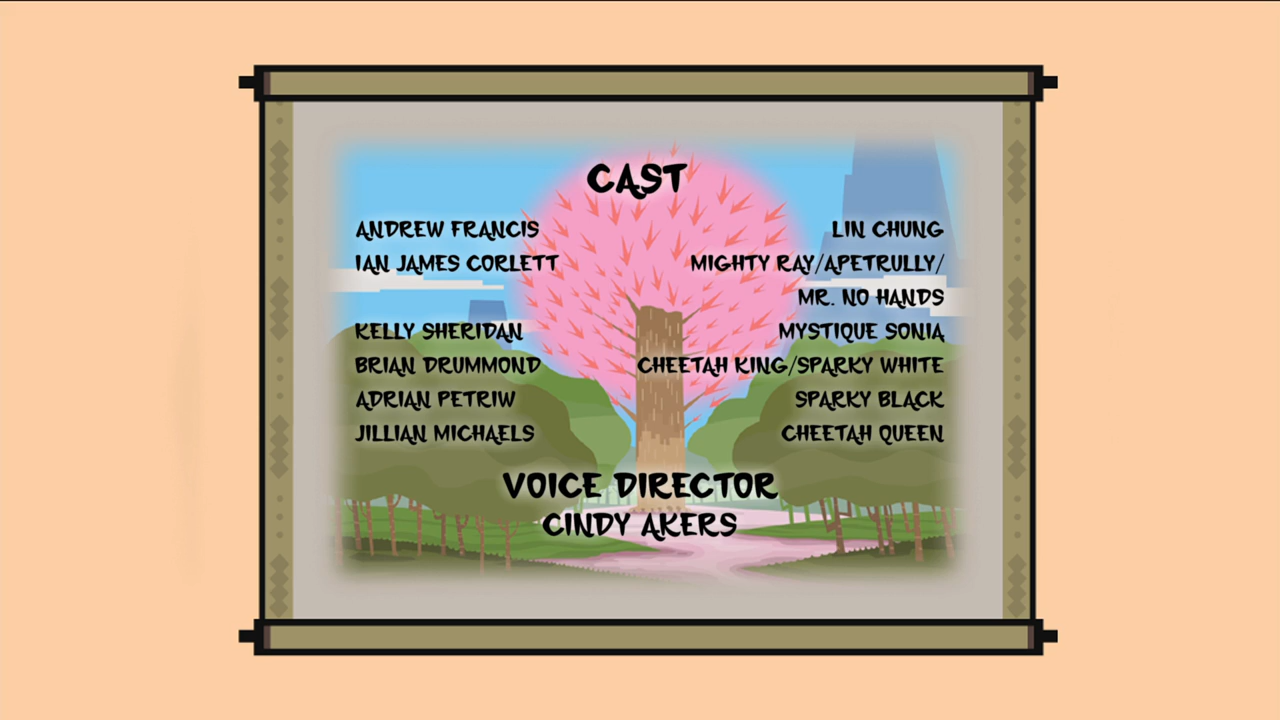 CAST
ANDREW FRANCIS LIN CHUNG
IAN JAMES CORLETT MIGHTY RAY/APETRULLY/
MR. NO HANDS
KELLY SHERIDAN MYSTIQUE SONIA
BRIAN DRUMMOND CHEETAH KING/SPARKY WHITE
ADRIAN PETRIW SPARKY BLACK
JILLIAN MICHAELS CHEETAH QUEEN
VOICE DIRECTOR
CINDY AKERS